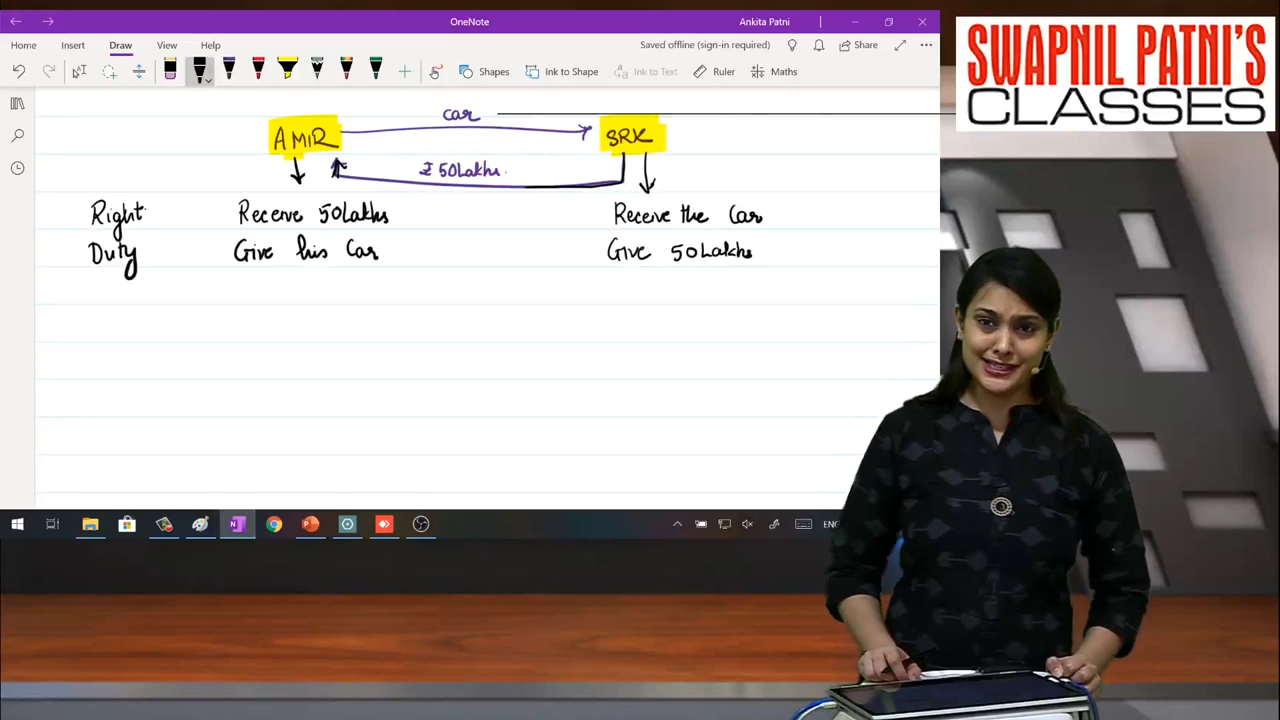 OneNote
Ankita Patni
Home Insert Draw View Help
Saved offline (sign-in required)
Share
Shapes
Ink to Shape
Ink to Text
Ruler
Maths
SWAPNIL PATNI'S
CLASSES
car
AMIR
SRK
₹ 50Lakhs.
Right Receive 50Lakhs Receive the Car
Duty Give his Car Give 50Lakhs
ENG